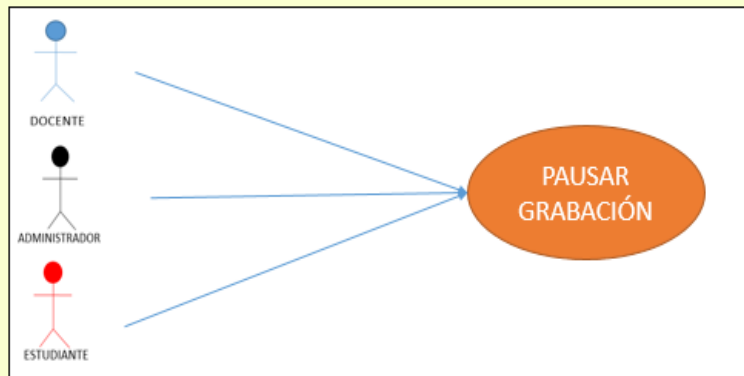 DOCENTE
ADMINISTRADOR
ESTUDIANTE
PAUSAR
GRABACIÓN